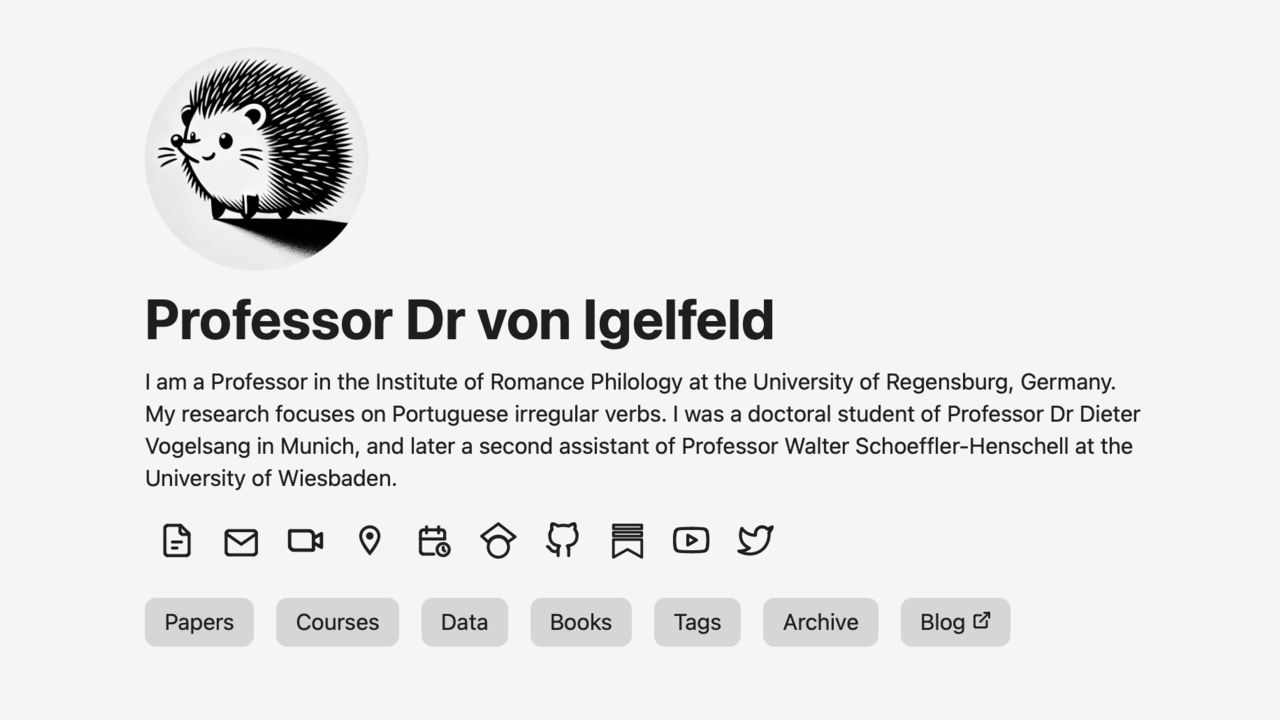 Professor Dr von Igelfeld
I am a Professor in the Institute of Romance Philology at the University of Regensburg, Germany.
My research focuses on Portuguese irregular verbs. I was a doctoral student of Professor Dr Dieter
Vogelsang in Munich, and later a second assistant of Professor Walter Schoeffler-Henschell at the
University of Wiesbaden.
Papers Courses Data Books Tags Archive Blog